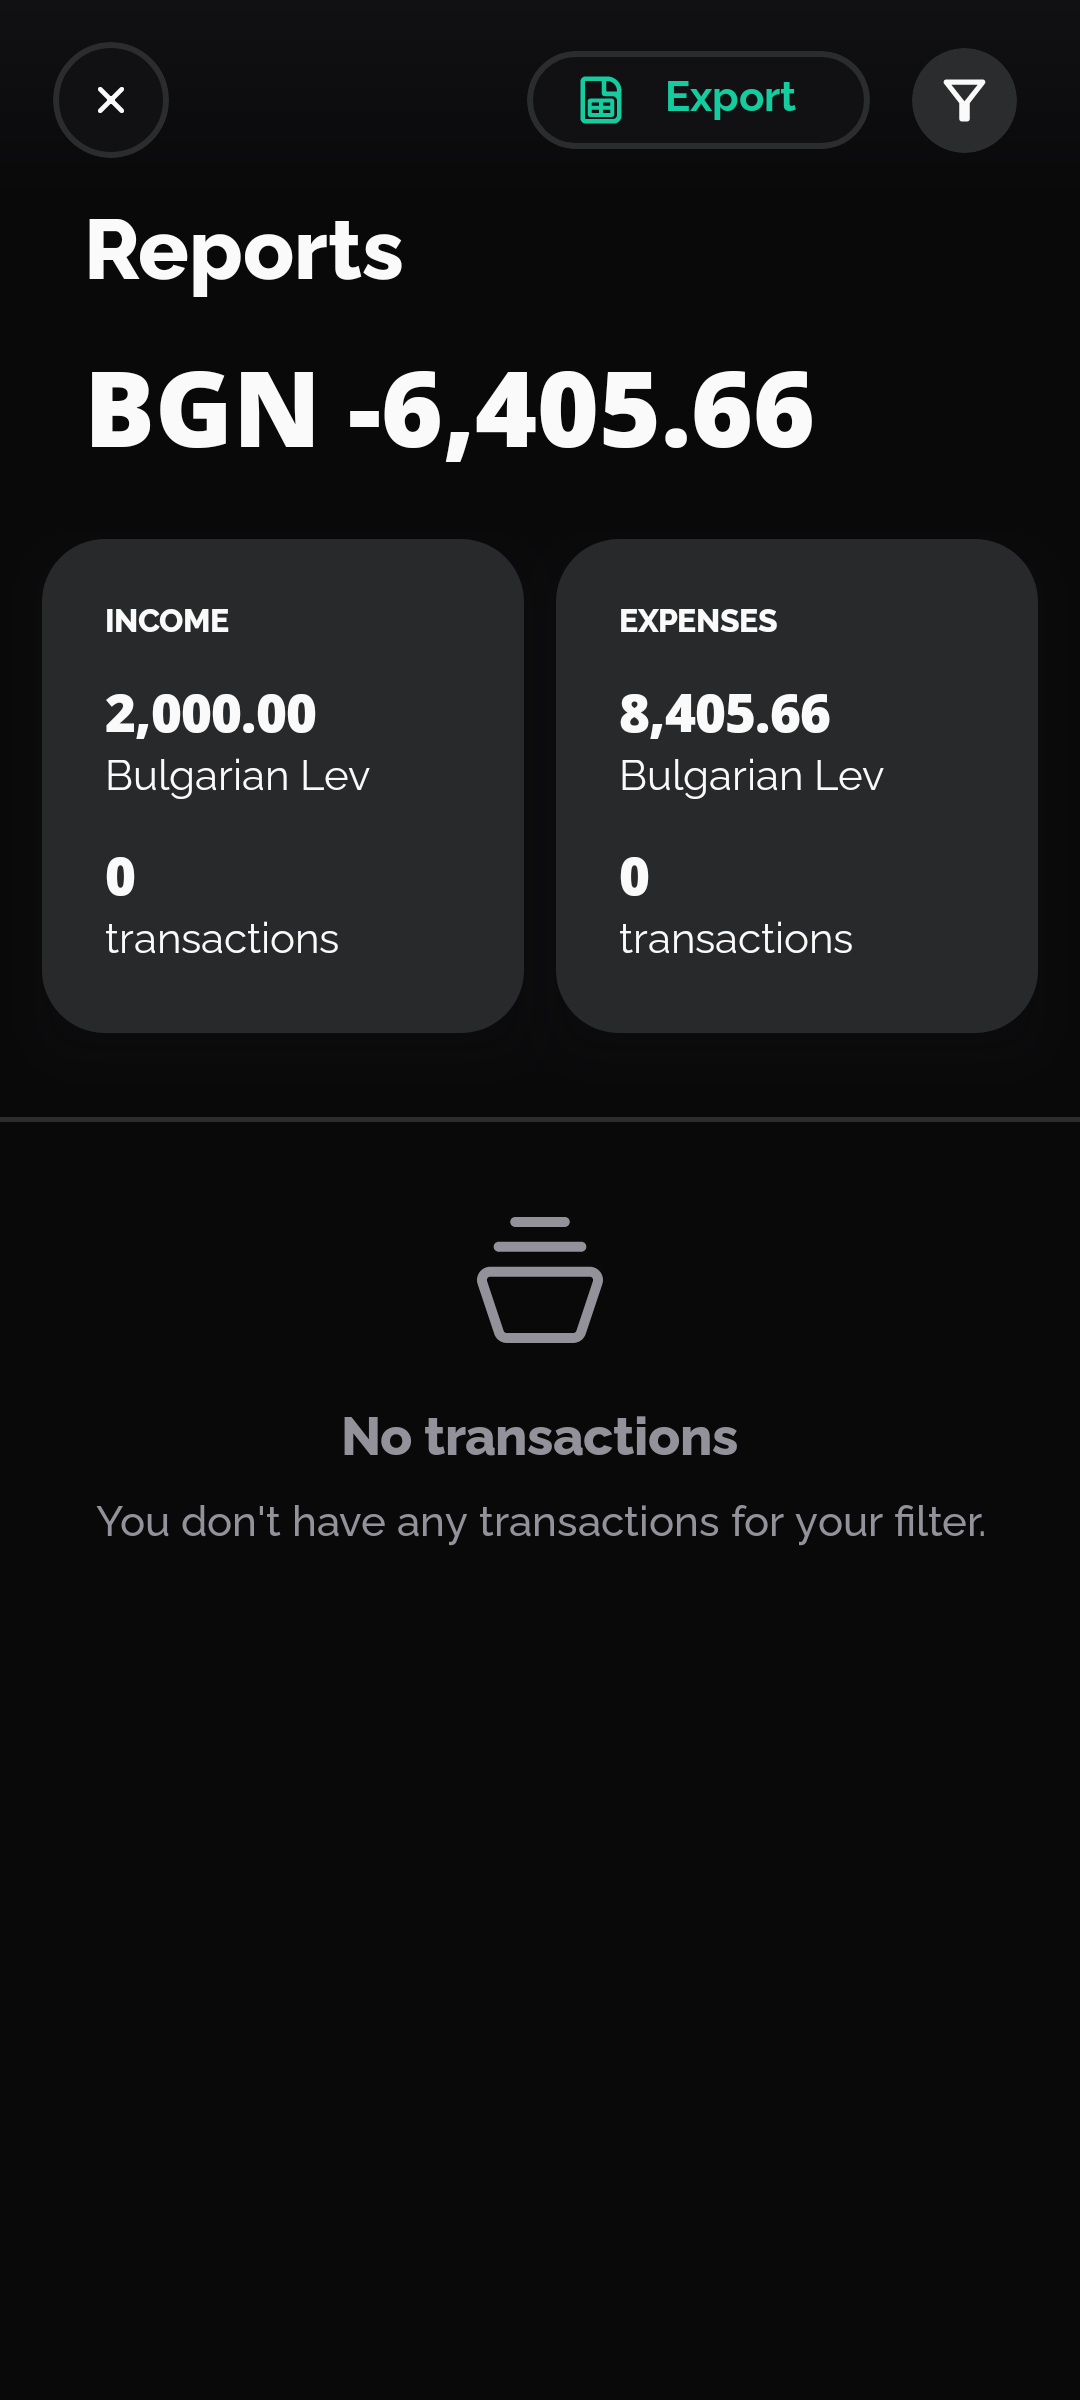 Export
Reports
BGN -6,405.66
INCOME
2,000.00
Bulgarian Lev
0
transactions
EXPENSES
8,405.66
Bulgarian Lev
0
transactions
No transactions
You don't have any transactions for your filter.